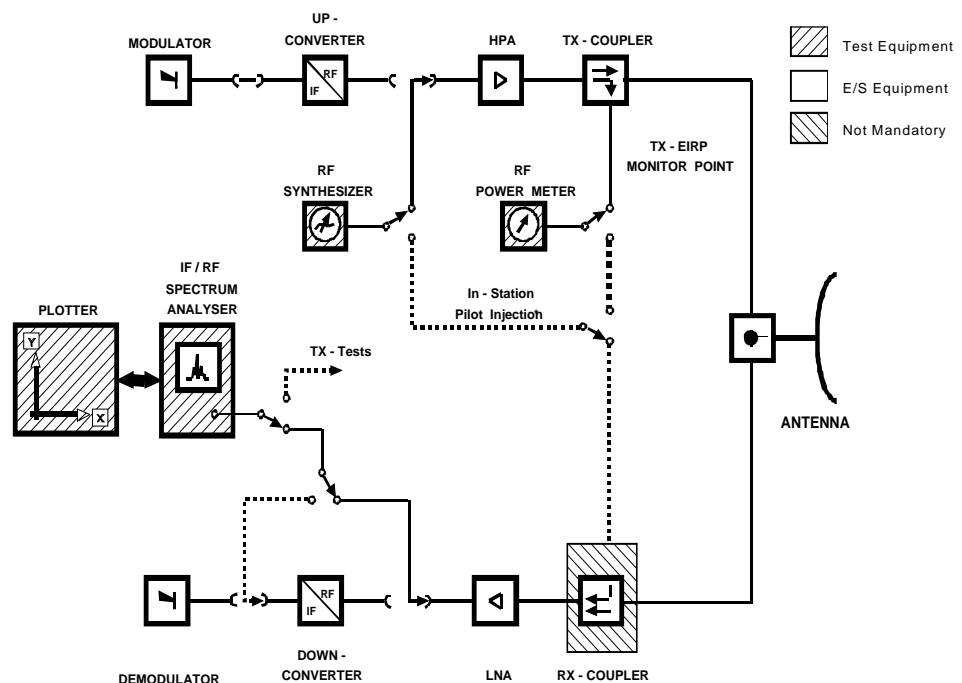 UP -
CONVERTER
MODULATOR
HPA
TX - COUPLER
Test Equipment
E/S Equipment
Not Mandatory
RF
IF
TX - EIRP
MONITOR POINT
RF
SYNTHESIZER
RF
POWER METER
IF / RF
SPECTRUM
ANALYSER
PLOTTER
In - Station
Pilot Injection
Y
X
TX - Tests
ANTENNA
RF
IF
DOWN -
CONVERTER
DEMODULATOR
LNA
RX - COUPLER